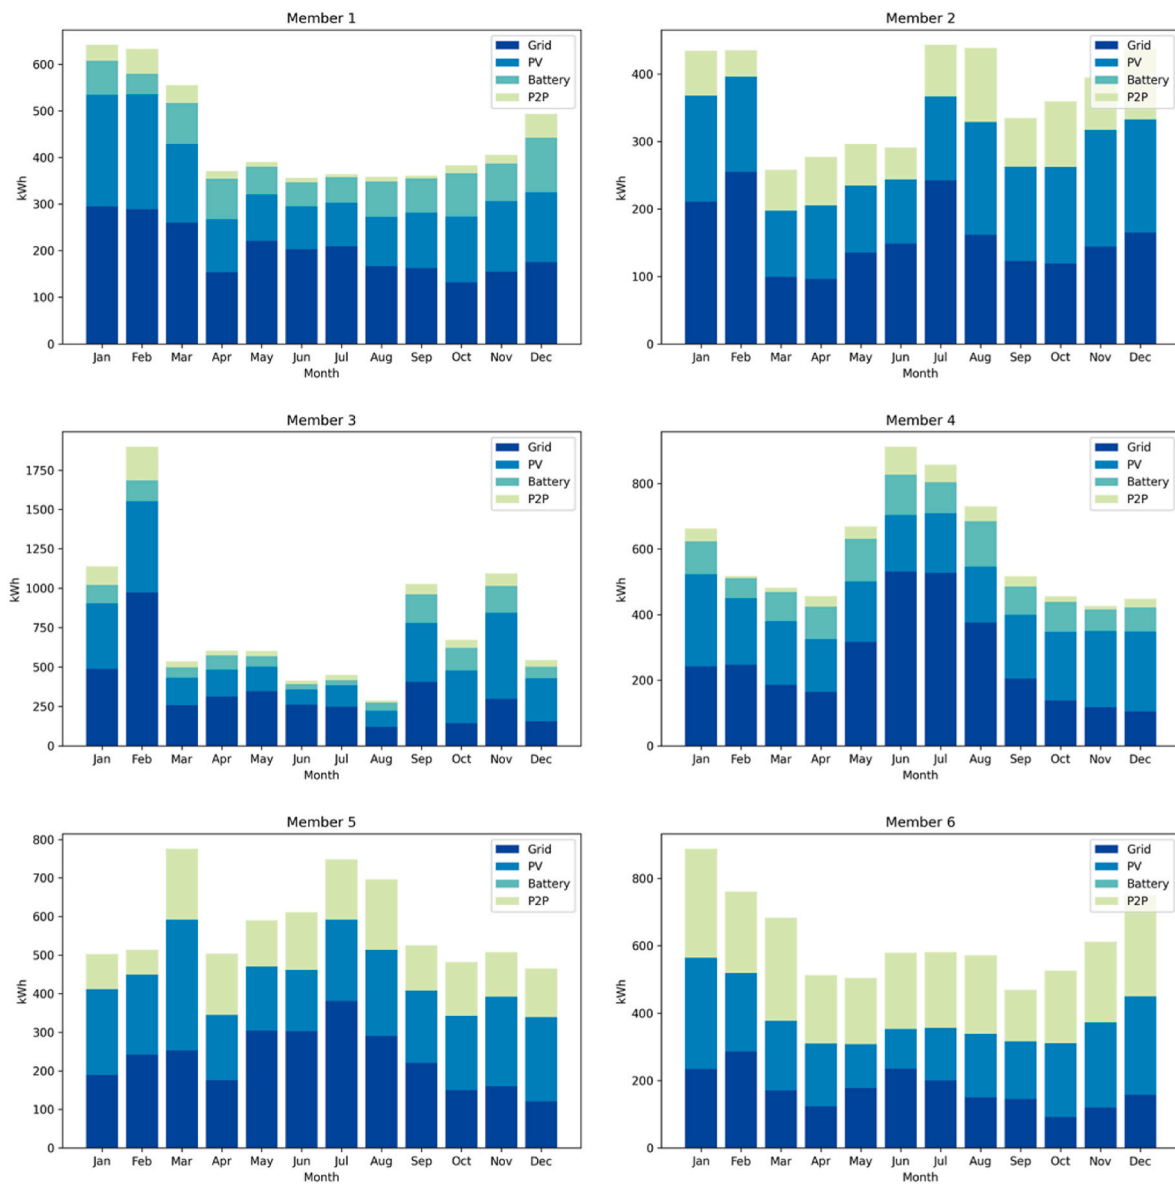 Member 1
600
500
400
300
200
100
0
kWh
Grid
PV
Battery
P2P
Jan Feb Mar Apr May Jun Jul Aug Sep Oct Nov Dec
Month
Member 2
400
300
200
100
0
kWh
Grid
PV
Battery
P2P
Jan Feb Mar Apr May Jun Jul Aug Sep Oct Nov Dec
Month
Member 3
1750
1500
1250
1000
750
500
250
0
kWh
Grid
PV
Battery
P2P
Jan Feb Mar Apr May Jun Jul Aug Sep Oct Nov Dec
Month
Member 4
800
600
400
200
0
kWh
Grid
PV
Battery
P2P
Jan Feb Mar Apr May Jun Jul Aug Sep Oct Nov Dec
Month
Member 5
800
700
600
500
400
300
200
100
0
kWh
Grid
PV
Battery
P2P
Jan Feb Mar Apr May Jun Jul Aug Sep Oct Nov Dec
Month
Member 6
800
600
400
200
0
kWh
Grid
PV
Battery
P2P
Jan Feb Mar Apr May Jun Jul Aug Sep Oct Nov Dec
Month